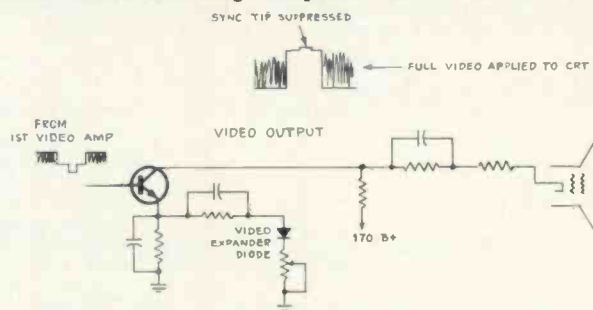 SYNC TIP SUPPRESSED
FULL VIDEO APPLIED TO CRT
FROM
1ST VIDEO AMP
VIDEO OUTPUT
VIDEO
EXPANDER
DIODE
170 B+